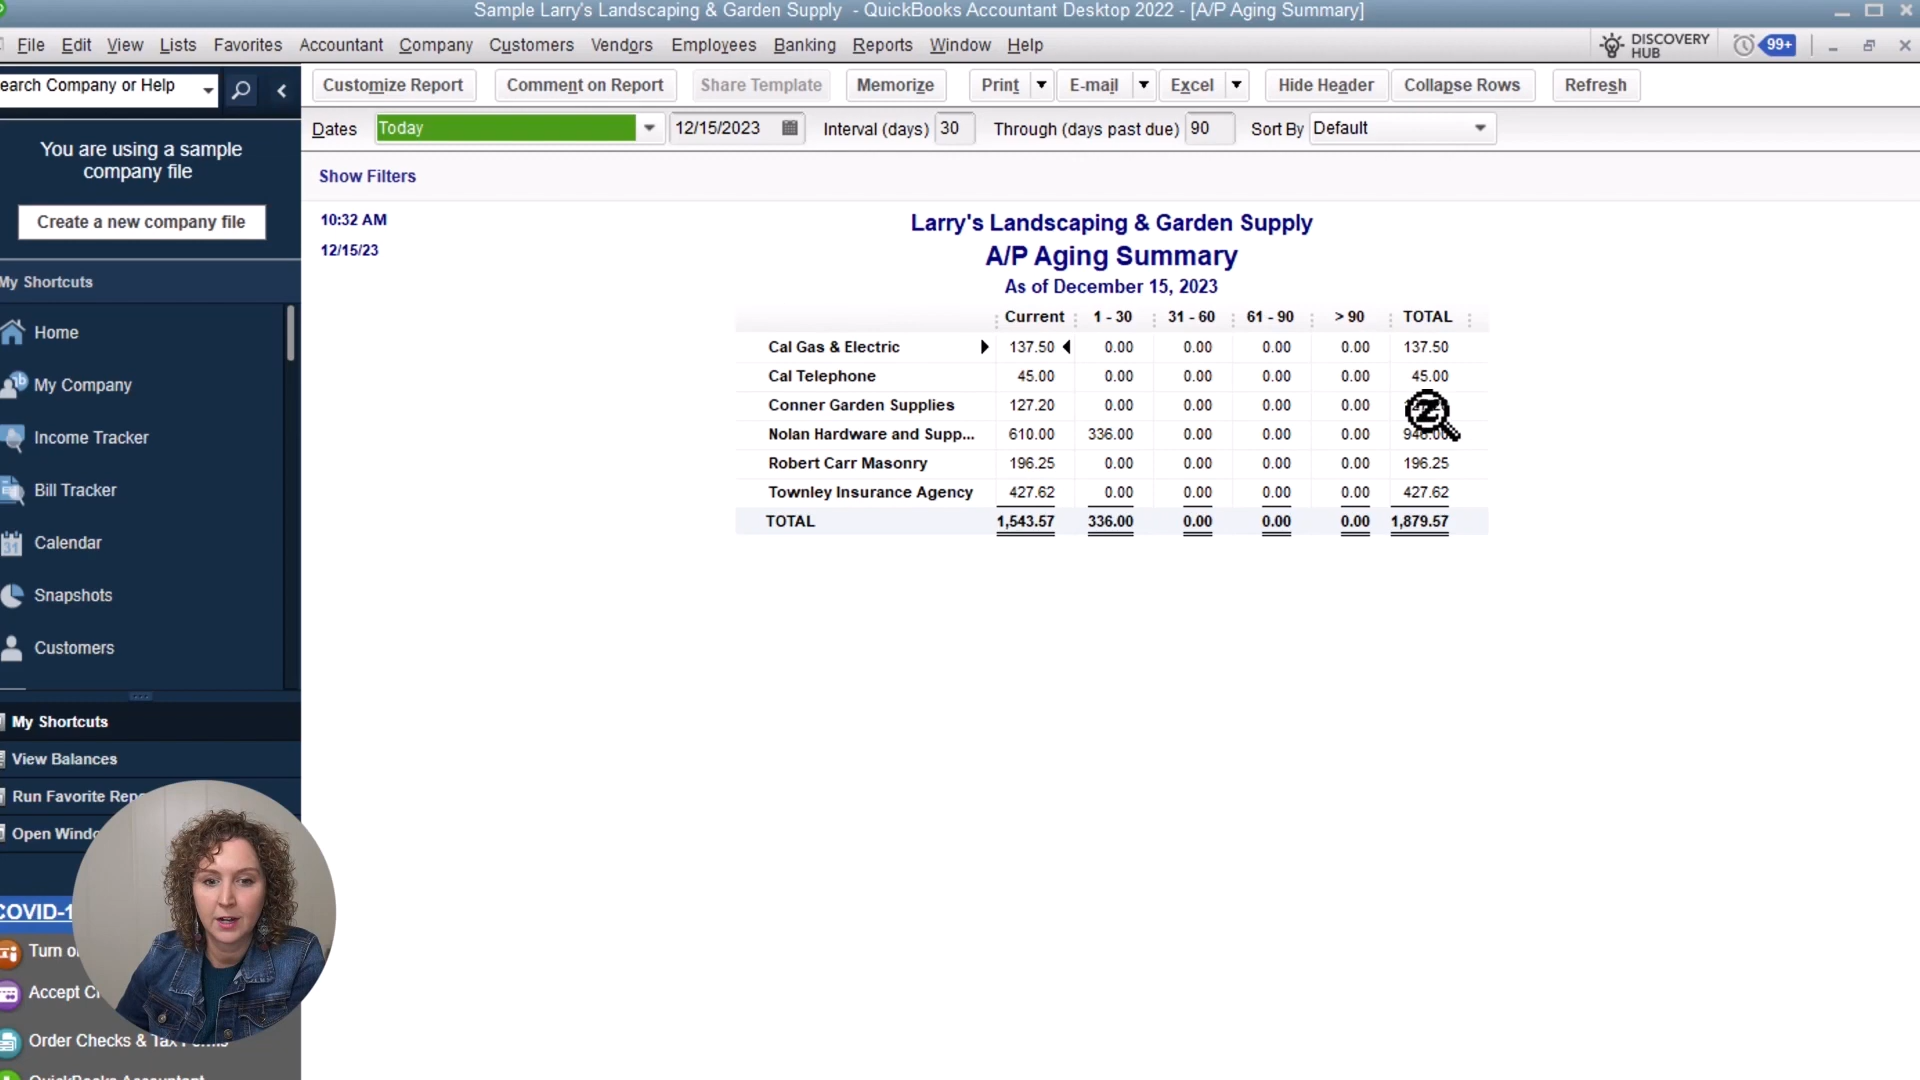 Sample Larry's Landscaping & Garden Supply - QuickBooks Accountant Desktop 2022 - [A/P Aging Summary]
File Edit View Lists Favorites Accountant Company Customers Vendors Employees Banking Reports Window Help
DISCOVERY HUB
99+
earch Company or Help
Customize Report Comment on Report Share Template Memorize Print E-mail Excel Hide Header Collapse Rows Refresh
Dates Today 12/15/2023 Interval (days) 30 Through (days past due) 90 Sort By Default
You are using a sample
company file
Create a new company file
Show Filters
10:32 AM
12/15/23
Larry's Landscaping & Garden Supply
A/P Aging Summary
As of December 15, 2023
Current 1 - 30 31 - 60 61 - 90 > 90 TOTAL
Cal Gas & Electric 137.50 0.00 0.00 0.00 0.00 137.50
Cal Telephone 45.00 0.00 0.00 0.00 0.00 45.00
Conner Garden Supplies 127.20 0.00 0.00 0.00 0.00
Nolan Hardware and Supp... 610.00 336.00 0.00 0.00 0.00
Robert Carr Masonry 196.25 0.00 0.00 0.00 0.00 196.25
Townley Insurance Agency 427.62 0.00 0.00 0.00 0.00 427.62
TOTAL 1,543.57 336.00 0.00 0.00 0.00 1,879.57
My Shortcuts
Home
My Company
Income Tracker
Bill Tracker
31 Calendar
Snapshots
Customers
My Shortcuts
View Balances
Run Favorite Repo
Open Windo
COVID-1
Turn o
Accept C
Order Checks & Tax